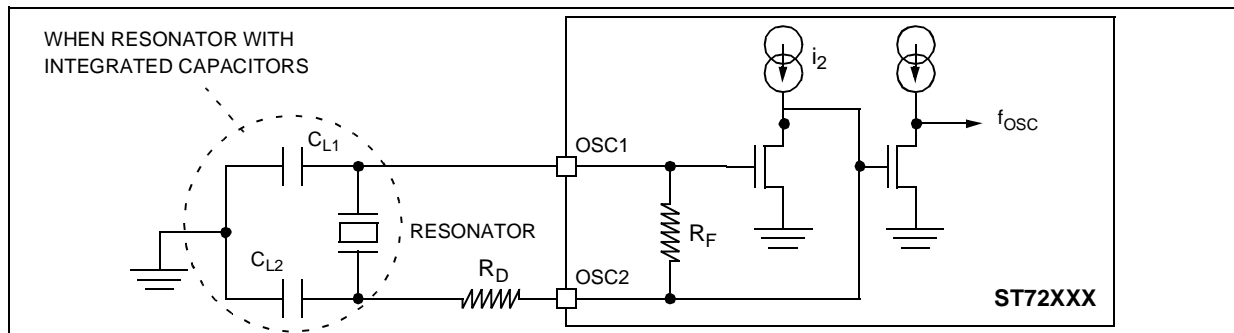 WHEN RESONATOR WITH
INTEGRATED CAPACITORS
i2
fOSC
CL1
OSC1
RESONATOR
RF
CL2
RD
OSC2
ST72XXX